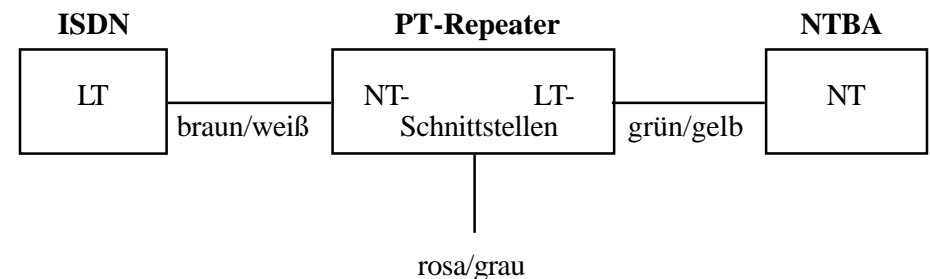 ISDN PT-Repeater NTBA
LT NT- LT- NT
braun/weiß Schnittstellen grün/gelb
rosa/grau